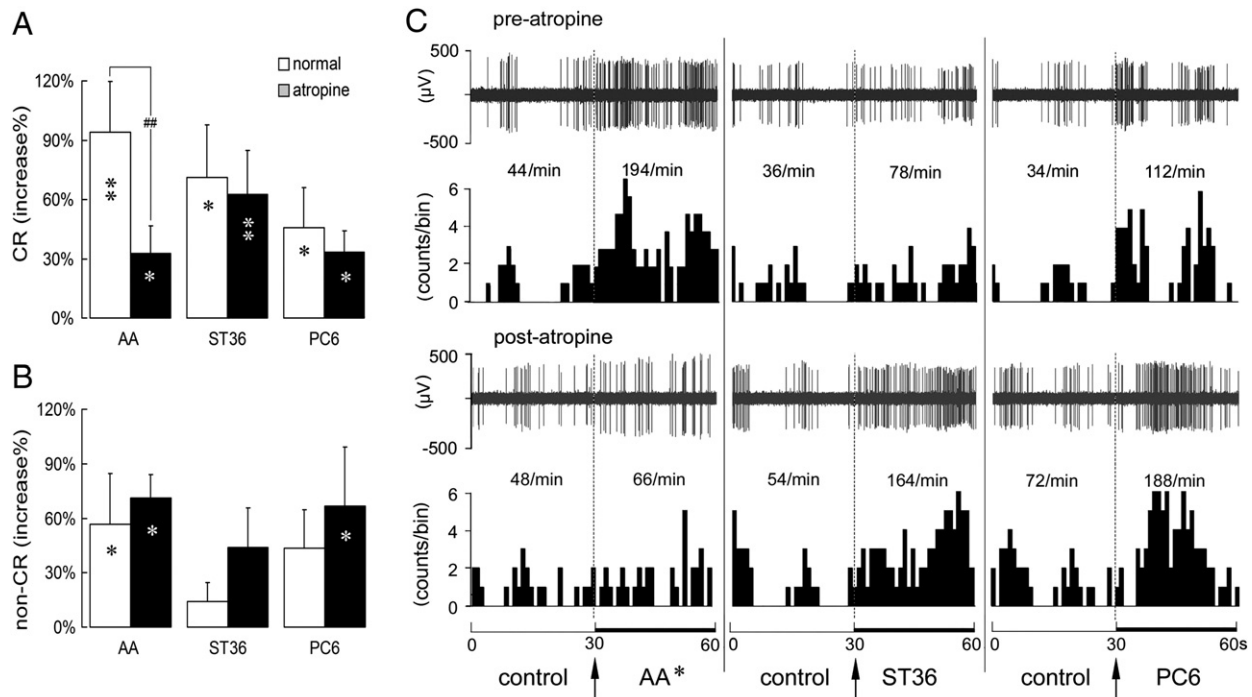 A
120%
90%
60%
30%
0%
CR (increase%)
normal
atropine
##
**
*
*
**
*
*
AA ST36 PC6
B
120%
90%
60%
30%
0%
non-CR (increase%)
*
*
*
AA ST36 PC6
C
pre-atropine
500
(µV)
-500
44/min 194/min 36/min 78/min 34/min 112/min
6
4
2
0
(counts/bin)
post-atropine
500
(µV)
-500
48/min 66/min 54/min 164/min 72/min 188/min
6
4
2
0
(counts/bin)
0 30 60 0 30 60 0 30 60s
control AA* control ST36 control PC6